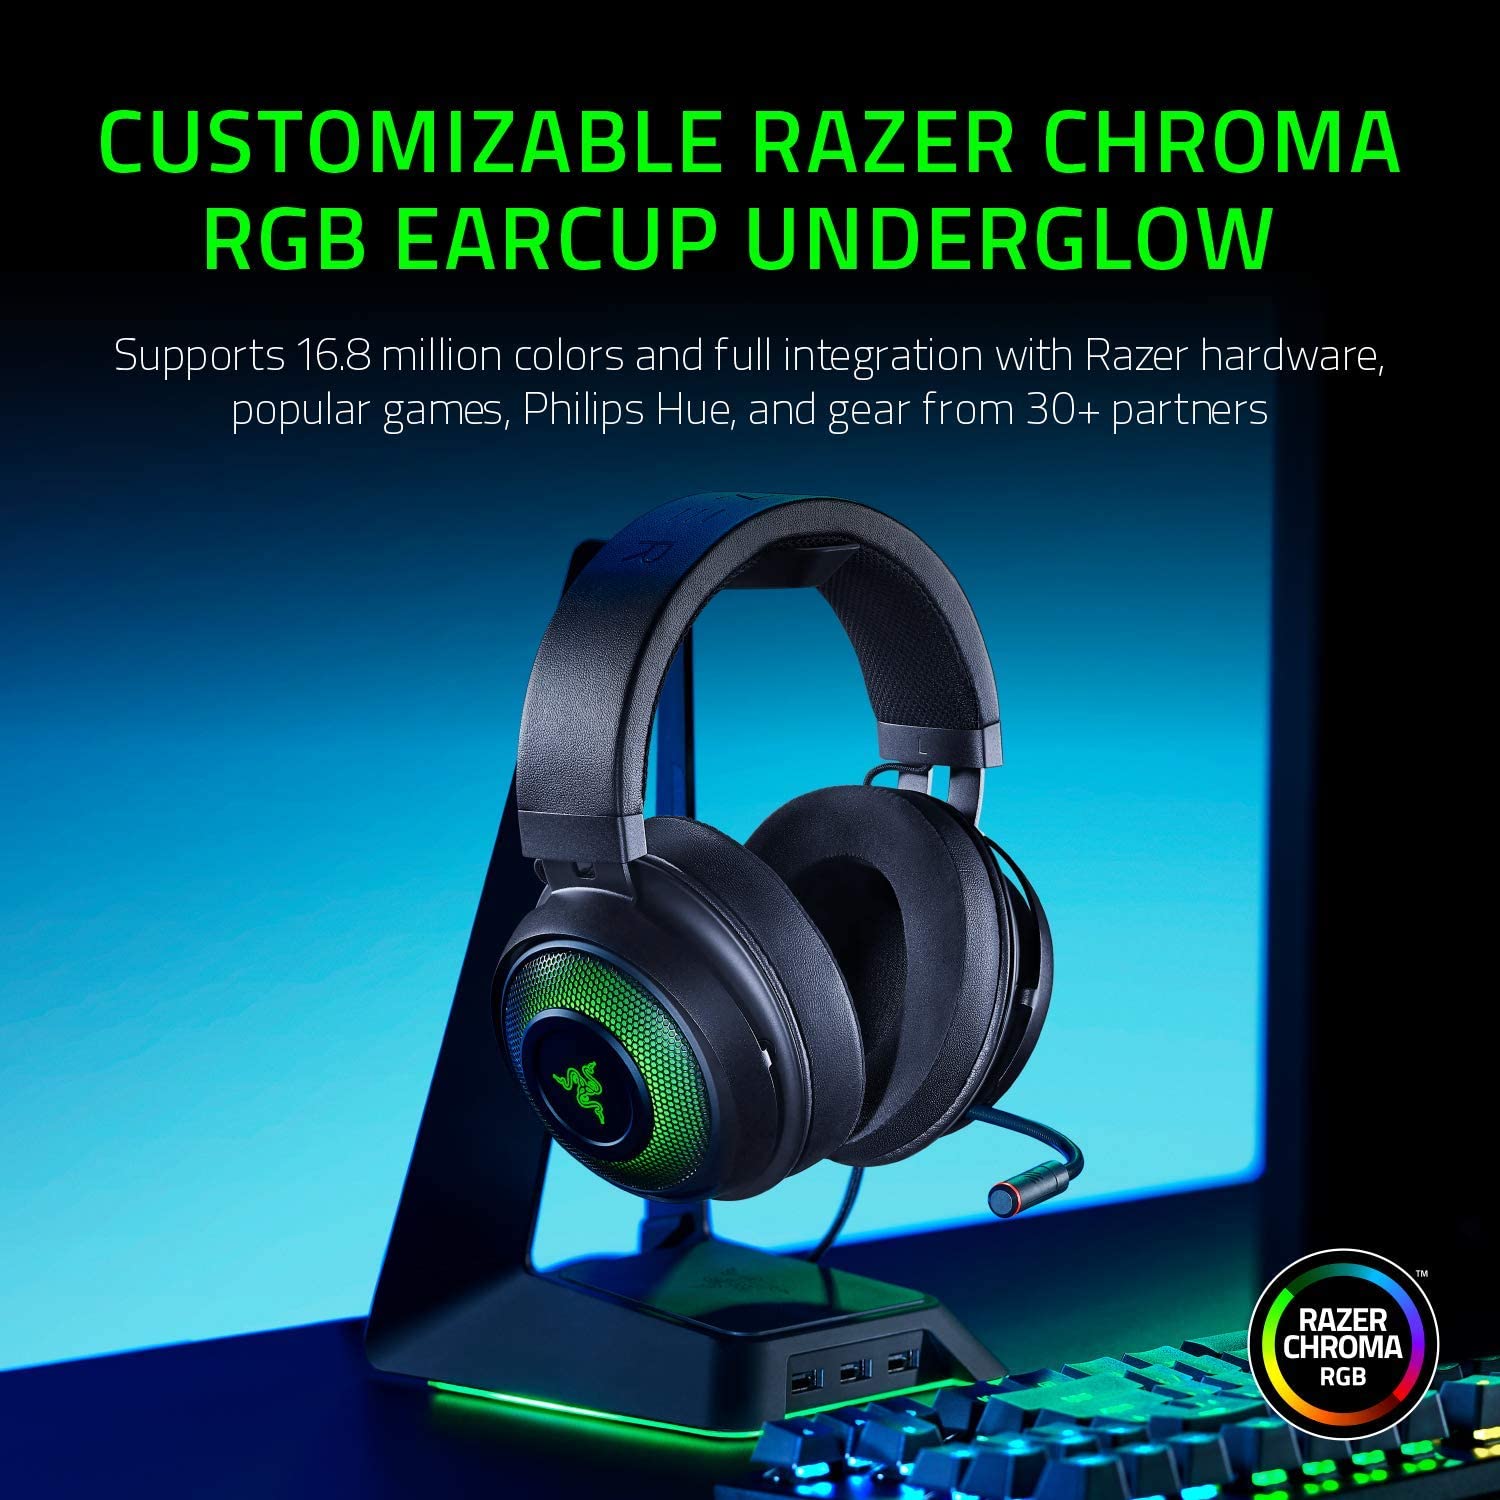 CUSTOMIZABLE RAZER CHROMA
RGB EARCUP UNDERGLOW
Supports 16.8 million colors and full integration with Razer hardware,
popular games, Philips Hue, and gear from 30+ partners
R
L
RAZER
CHROMA
RGB
™